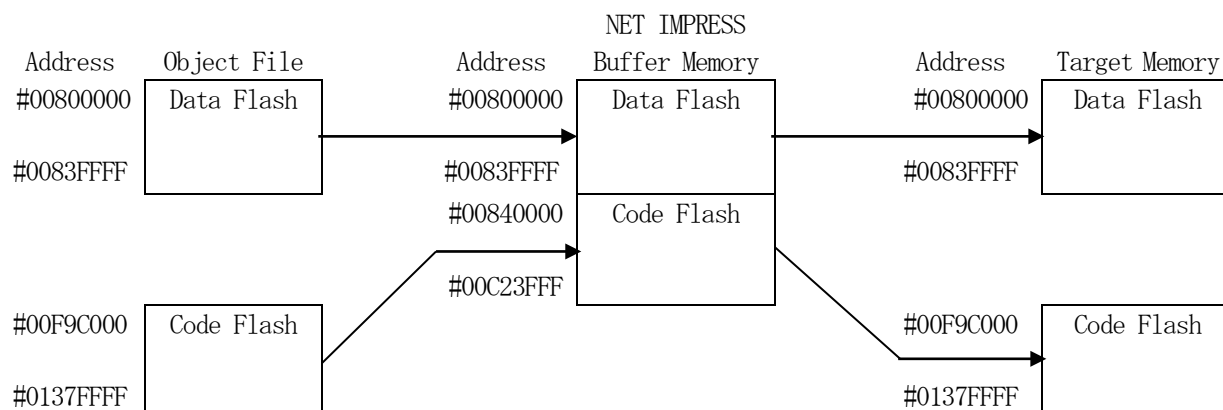 NET IMPRESS
Address Object File Address Buffer Memory Address Target Memory
#00800000 Data Flash #00800000 Data Flash #00800000 Data Flash
#0083FFFF #0083FFFF #0083FFFF
#00840000 Code Flash
#00C23FFF
#00F9C000 Code Flash #00F9C000 Code Flash
#0137FFFF #0137FFFF